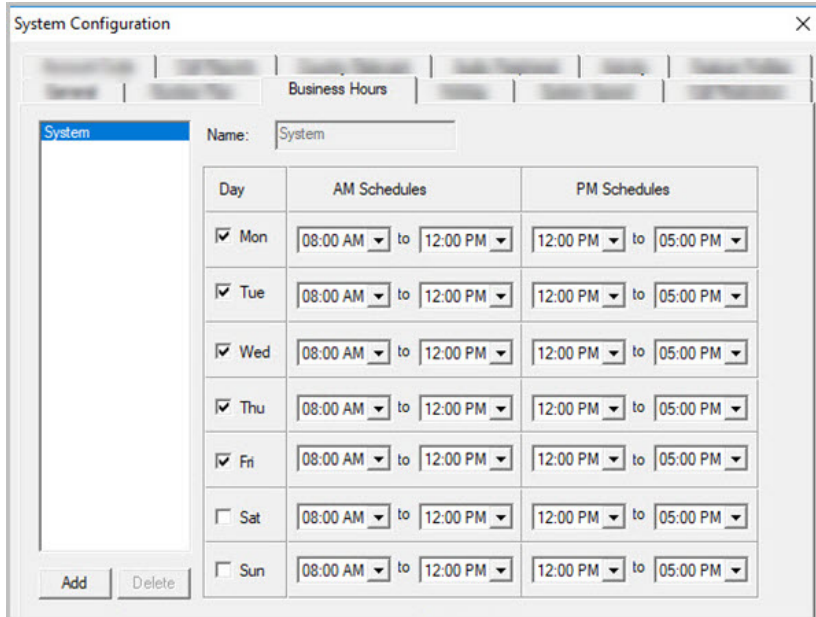 System Configuration
Business Hours
System
Name: System
Day AM Schedules PM Schedules
Mon 08:00 AM to 12:00 PM 12:00 PM to 05:00 PM
Tue 08:00 AM to 12:00 PM 12:00 PM to 05:00 PM
Wed 08:00 AM to 12:00 PM 12:00 PM to 05:00 PM
Thu 08:00 AM to 12:00 PM 12:00 PM to 05:00 PM
Fri 08:00 AM to 12:00 PM 12:00 PM to 05:00 PM
Sat 08:00 AM to 12:00 PM 12:00 PM to 05:00 PM
Sun 08:00 AM to 12:00 PM 12:00 PM to 05:00 PM
Add Delete